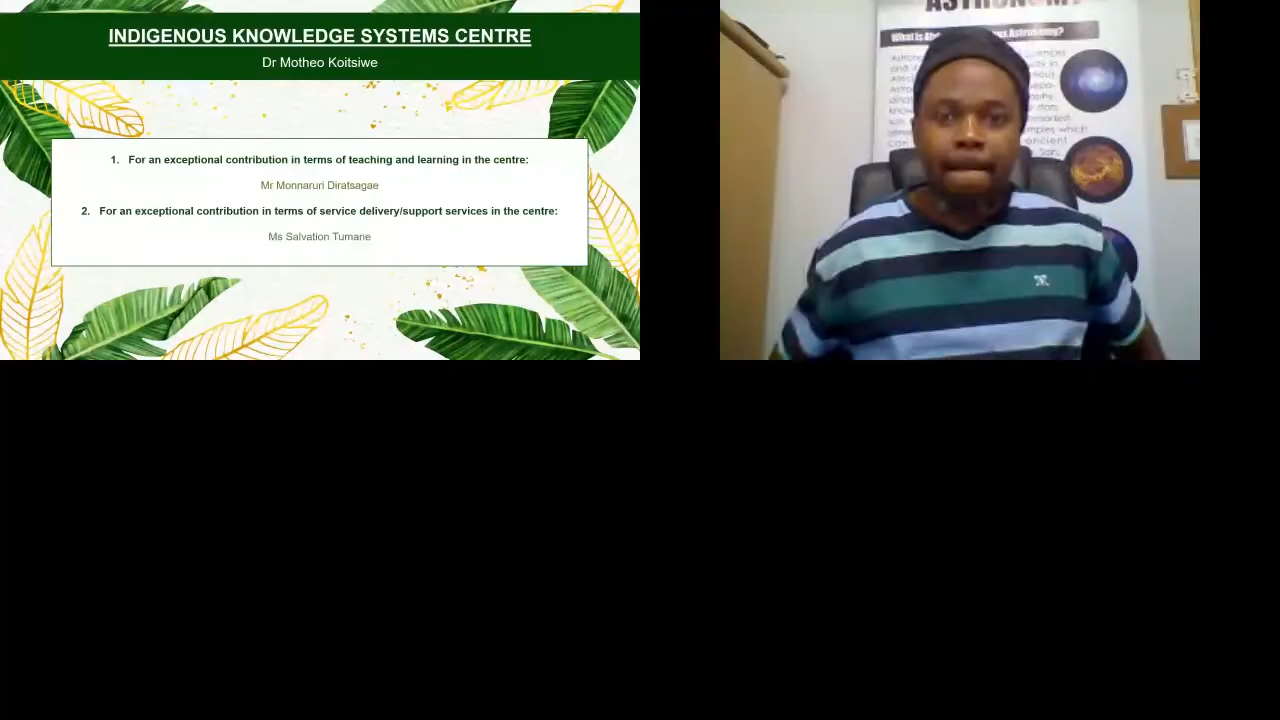 INDIGENOUS KNOWLEDGE SYSTEMS CENTRE
Dr Motheo Koitsiwe
1. For an exceptional contribution in terms of teaching and learning in the centre:
Mr Monnaruri Diratsagae
2. For an exceptional contribution in terms of service delivery/support services in the centre:
Ms Salvation Tumane
ASTRONOMY
What is
Astronomy?
ancient
San,